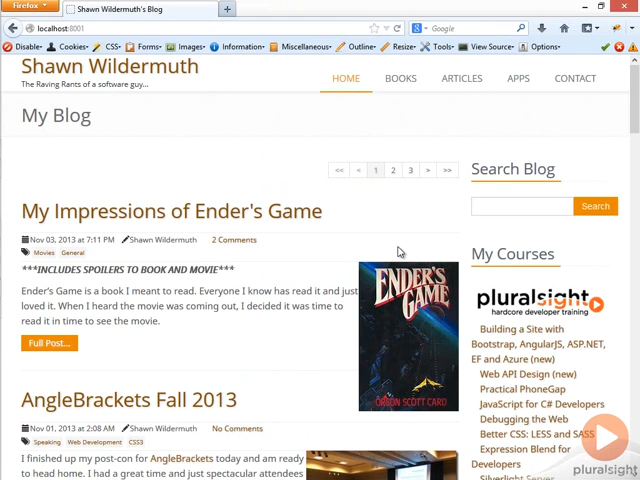 Firefox
Shawn Wildermuth's Blog
localhost:8001
Google
Disable
Cookies
CSS
Forms
Images
Information
Miscellaneous
Outline
Resize
Tools
View Source
Options
Shawn Wildermuth
The Raving Rants of a software guy...
HOME
BOOKS
ARTICLES
APPS
CONTACT
My Blog
<< < 1 2 3 > >>
Search Blog
Search
My Impressions of Ender's Game
Nov 03, 2013 at 7:11 PM Shawn Wildermuth 2 Comments
Movies General
***INCLUDES SPOILERS TO BOOK AND MOVIE***
Ender's Game is a book I meant to read. Everyone I know has read it and just
loved it. When I heard the movie was coming out, I decided it was time to
read it in time to see the movie.
Full Post...
ENDER'S
GAME
ORSON SCOTT CARD
My Courses
pluralsight
hardcore developer training
Building a Site with
Bootstrap, AngularJS, ASP.NET,
EF and Azure (new)
Web API Design (new)
Practical PhoneGap
JavaScript for C# Developers
Debugging the Web
Better CSS: LESS and SASS
Expression Blend for
Developers
Silverlight Server
AngleBrackets Fall 2013
Nov 01, 2013 at 2:08 AM Shawn Wildermuth No Comments
Speaking Web Development CSS3
I finished up my post-con for AngleBrackets today and am ready
to head home. I had a great time and just spectacular attendees
pluralsight